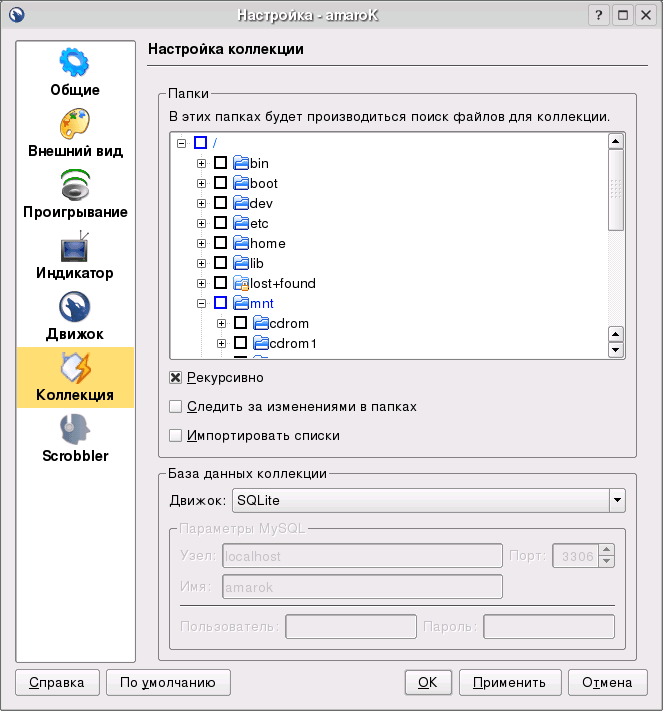 Настройка - amaroK
Общие
Внешний вид
Проигрывание
Индикатор
Движок
Коллекция
Scrobbler
Настройка коллекции
Папки
В этих папках будет производиться поиск файлов для коллекции.
/
bin
boot
dev
etc
home
lib
lost+found
mnt
cdrom
cdrom1
Рекурсивно
Следить за изменениями в папках
Импортировать списки
База данных коллекции
Движок: SQLite
Параметры MySQL
Узел: localhost Порт: 3306
Имя: amarok
Пользователь: Пароль:
Справка По умолчанию OK Применить Отмена